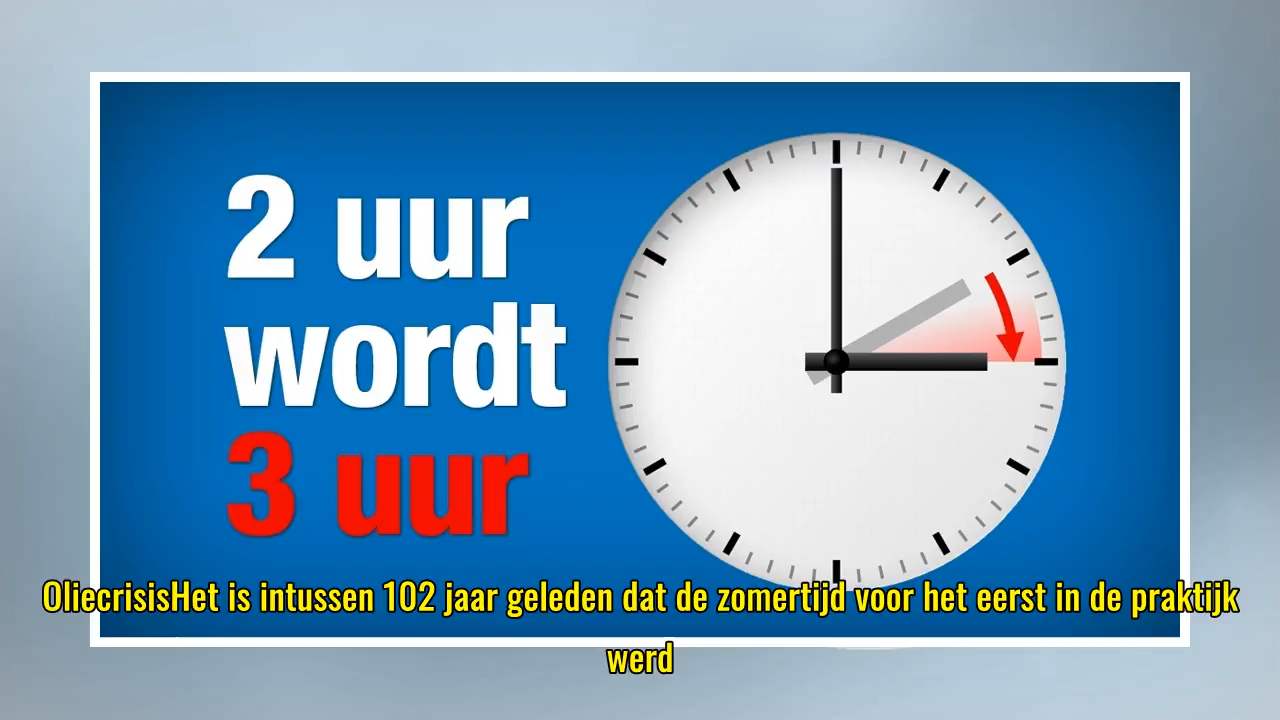 2 uur
wordt
3 uur
OliecrisisHet is intussen 102 jaar geleden dat de zomertijd voor het eerst in de praktijk
werd